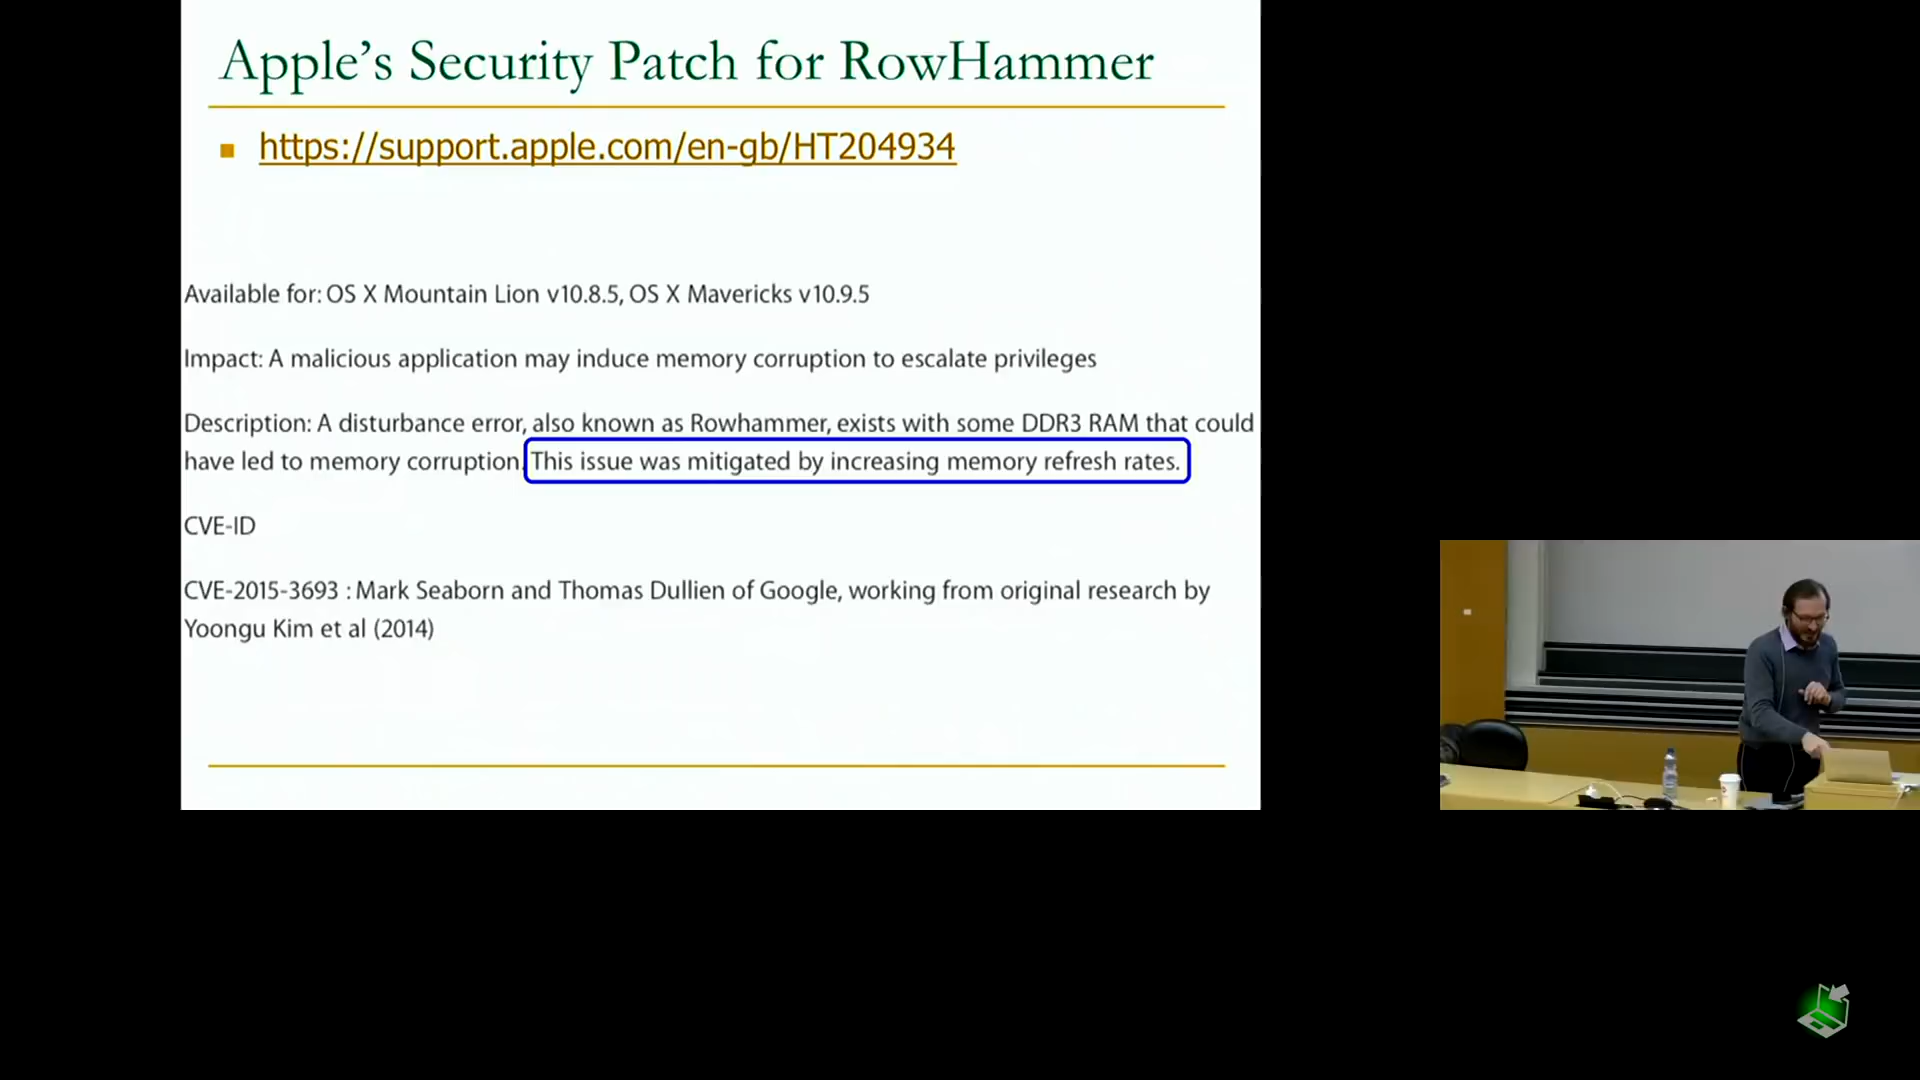 Apple's Security Patch for RowHammer
https://support.apple.com/en-gb/HT204934
Available for: OS X Mountain Lion v10.8.5, OS X Mavericks v10.9.5
Impact: A malicious application may induce memory corruption to escalate privileges
Description: A disturbance error, also known as Rowhammer, exists with some DDR3 RAM that could
have led to memory corruption. This issue was mitigated by increasing memory refresh rates.
CVE-ID
CVE-2015-3693 : Mark Seaborn and Thomas Dullien of Google, working from original research by
Yoongu Kim et al (2014)